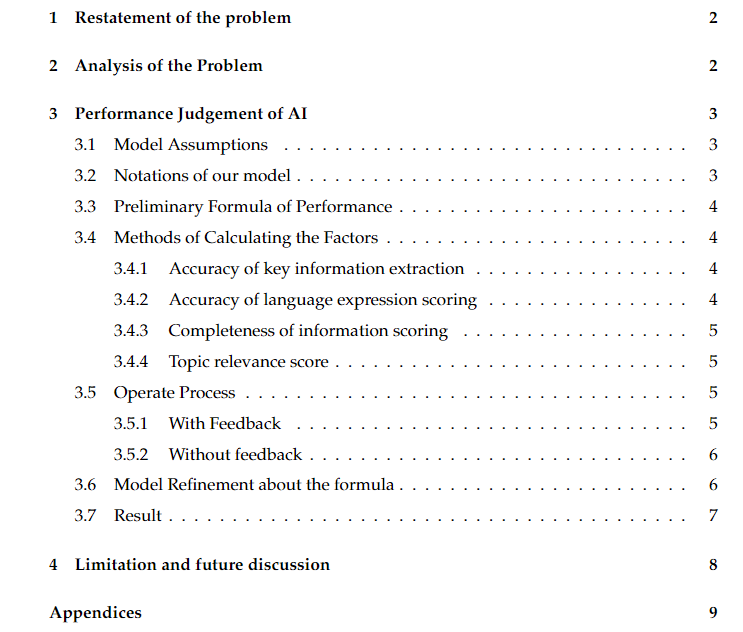 1 Restatement of the problem 2
2 Analysis of the Problem 2
3 Performance Judgement of AI 3
3.1 Model Assumptions . . . . . . . . . . . . . . . . . . . . . . . . . . . . . . . . 3
3.2 Notations of our model . . . . . . . . . . . . . . . . . . . . . . . . . . . . . . . 3
3.3 Preliminary Formula of Performance . . . . . . . . . . . . . . . . . . . . . . . 4
3.4 Methods of Calculating the Factors . . . . . . . . . . . . . . . . . . . . . . . . 4
3.4.1 Accuracy of key information extraction . . . . . . . . . . . . . . . . . 4
3.4.2 Accuracy of language expression scoring . . . . . . . . . . . . . . . . 4
3.4.3 Completeness of information scoring . . . . . . . . . . . . . . . . . . 5
3.4.4 Topic relevance score . . . . . . . . . . . . . . . . . . . . . . . . . . . . 5
3.5 Operate Process . . . . . . . . . . . . . . . . . . . . . . . . . . . . . . . . . . . 5
3.5.1 With Feedback . . . . . . . . . . . . . . . . . . . . . . . . . . . . . . . 5
3.5.2 Without feedback . . . . . . . . . . . . . . . . . . . . . . . . . . . . . . 6
3.6 Model Refinement about the formula . . . . . . . . . . . . . . . . . . . . . . . 6
3.7 Result . . . . . . . . . . . . . . . . . . . . . . . . . . . . . . . . . . . . . . . . . 7
4 Limitation and future discussion 8
Appendices 9